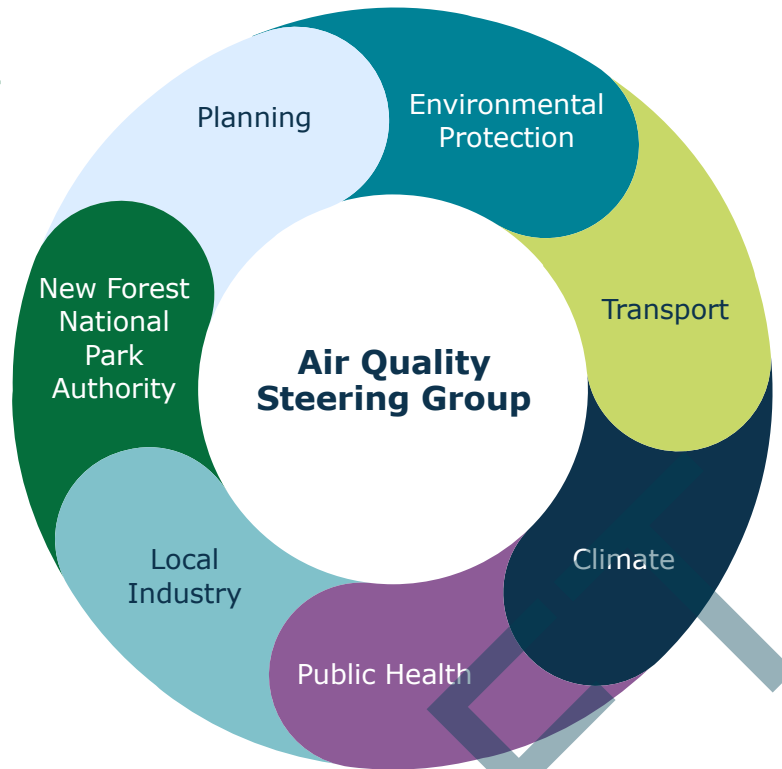 Planning
Environmental
Protection
Transport
Climate
Public Health
Local
Industry
New Forest
National
Park
Authority
Air Quality
Steering Group